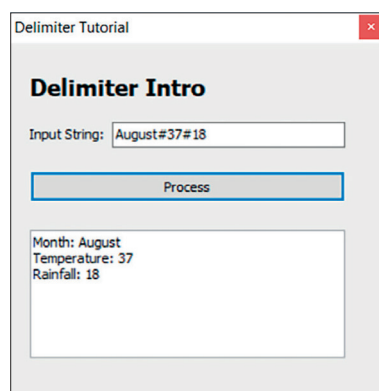 Delimiter Tutorial
×
Delimiter Intro
Input String: August#37#18
Process
Month: August
Temperature: 37
Rainfall: 18